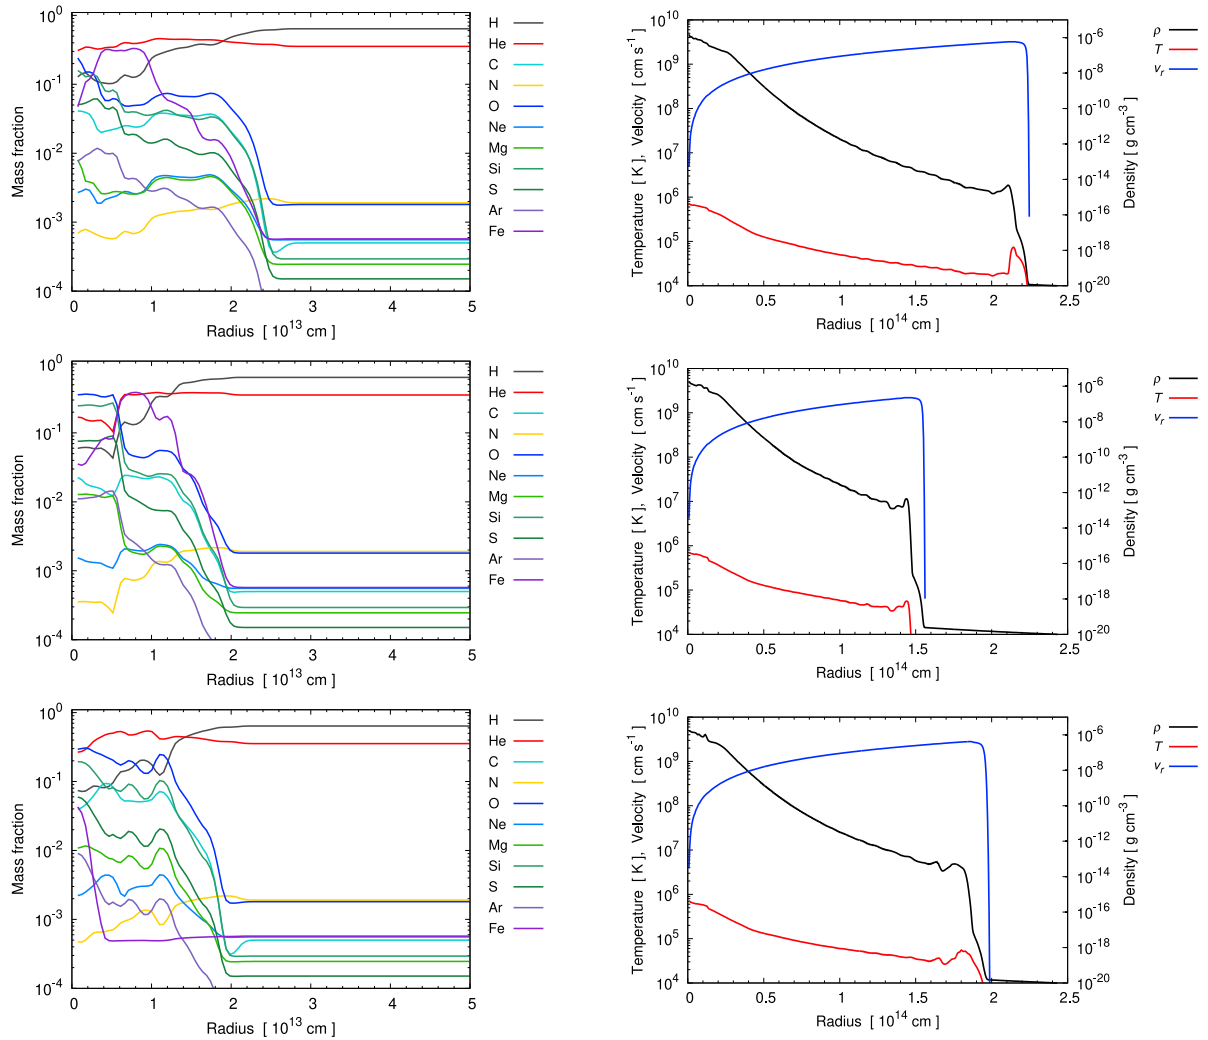 10^0
10^-1
10^-2
10^-3
10^-4
Mass fraction
0 1 2 3 4 5
Radius [ 10^13 cm ]
H
He
C
N
O
Ne
Mg
Si
S
Ar
Fe
10^10
10^9
10^8
10^7
10^6
10^5
10^4
Temperature [ K ], Velocity [ cm s^-1 ]
0 0.5 1 1.5 2 2.5
Radius [ 10^14 cm ]
10^-6
10^-8
10^-10
10^-12
10^-14
10^-16
10^-18
10^-20
Density [ g cm^-3 ]
ρ
T
v_r
10^0
10^-1
10^-2
10^-3
10^-4
Mass fraction
0 1 2 3 4 5
Radius [ 10^13 cm ]
H
He
C
N
O
Ne
Mg
Si
S
Ar
Fe
10^10
10^9
10^8
10^7
10^6
10^5
10^4
Temperature [ K ], Velocity [ cm s^-1 ]
0 0.5 1 1.5 2 2.5
Radius [ 10^14 cm ]
10^-6
10^-8
10^-10
10^-12
10^-14
10^-16
10^-18
10^-20
Density [ g cm^-3 ]
ρ
T
v_r
10^0
10^-1
10^-2
10^-3
10^-4
Mass fraction
0 1 2 3 4 5
Radius [ 10^13 cm ]
H
He
C
N
O
Ne
Mg
Si
S
Ar
Fe
10^10
10^9
10^8
10^7
10^6
10^5
10^4
Temperature [ K ], Velocity [ cm s^-1 ]
0 0.5 1 1.5 2 2.5
Radius [ 10^14 cm ]
10^-6
10^-8
10^-10
10^-12
10^-14
10^-16
10^-18
10^-20
Density [ g cm^-3 ]
ρ
T
v_r